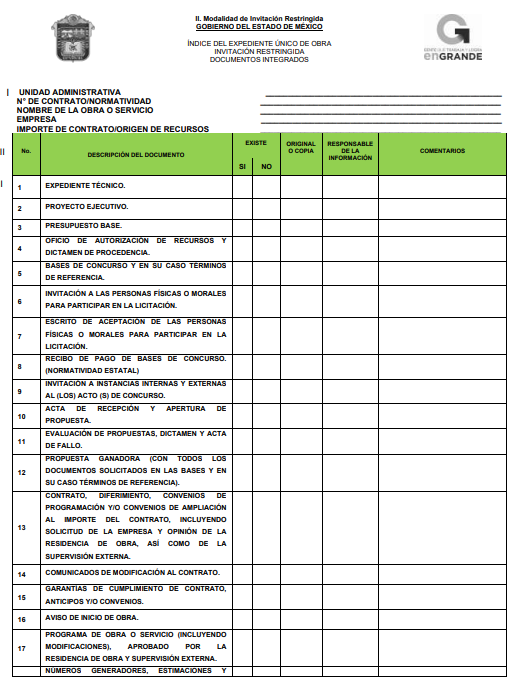 II. Modalidad de Invitación Restringida
GOBIERNO DEL ESTADO DE MÉXICO
ÍNDICE DEL EXPEDIENTE ÚNICO DE OBRA
INVITACIÓN RESTRINGIDA
DOCUMENTOS INTEGRADOS
G
GENTE QUE TRABAJA Y LOGRA
enGRANDE
I UNIDAD ADMINISTRATIVA
N° DE CONTRATO/NORMATIVIDAD
NOMBRE DE LA OBRA O SERVICIO
EMPRESA
IMPORTE DE CONTRATO/ORIGEN DE RECURSOS
II
I
No.
DESCRIPCIÓN DEL DOCUMENTO
EXISTE
SI NO
ORIGINAL
O COPIA
RESPONSABLE
DE LA
INFORMACIÓN
COMENTARIOS
1 EXPEDIENTE TÉCNICO.
2 PROYECTO EJECUTIVO.
3 PRESUPUESTO BASE.
4 OFICIO DE AUTORIZACIÓN DE RECURSOS Y
DICTAMEN DE PROCEDENCIA.
5 BASES DE CONCURSO Y EN SU CASO TÉRMINOS
DE REFERENCIA.
6 INVITACIÓN A LAS PERSONAS FÍSICAS O MORALES
PARA PARTICIPAR EN LA LICITACIÓN.
7 ESCRITO DE ACEPTACIÓN DE LAS PERSONAS
FÍSICAS O MORALES PARA PARTICIPAR EN LA
LICITACIÓN.
8 RECIBO DE PAGO DE BASES DE CONCURSO.
(NORMATIVIDAD ESTATAL)
9 INVITACIÓN A INSTANCIAS INTERNAS Y EXTERNAS
AL (LOS) ACTO (S) DE CONCURSO.
10 ACTA DE RECEPCIÓN Y APERTURA DE
PROPUESTA.
11 EVALUACIÓN DE PROPUESTAS, DICTAMEN Y ACTA
DE FALLO.
12 PROPUESTA GANADORA (CON TODOS LOS
DOCUMENTOS SOLICITADOS EN LAS BASES Y EN
SU CASO TÉRMINOS DE REFERENCIA).
13 CONTRATO, DIFERIMIENTO, CONVENIOS DE
PROGRAMACIÓN Y/O CONVENIOS DE AMPLIACIÓN
AL IMPORTE DEL CONTRATO, INCLUYENDO
SOLICITUD DE LA EMPRESA Y OPINIÓN DE LA
RESIDENCIA DE OBRA, ASÍ COMO DE LA
SUPERVISIÓN EXTERNA.
14 COMUNICADOS DE MODIFICACIÓN AL CONTRATO.
15 GARANTÍAS DE CUMPLIMIENTO DE CONTRATO,
ANTICIPOS Y/O CONVENIOS.
16 AVISO DE INICIO DE OBRA.
17 PROGRAMA DE OBRA O SERVICIO (INCLUYENDO
MODIFICACIONES), APROBADO POR LA
RESIDENCIA DE OBRA Y SUPERVISIÓN EXTERNA.
NÚMEROS GENERADORES, ESTIMACIONES Y